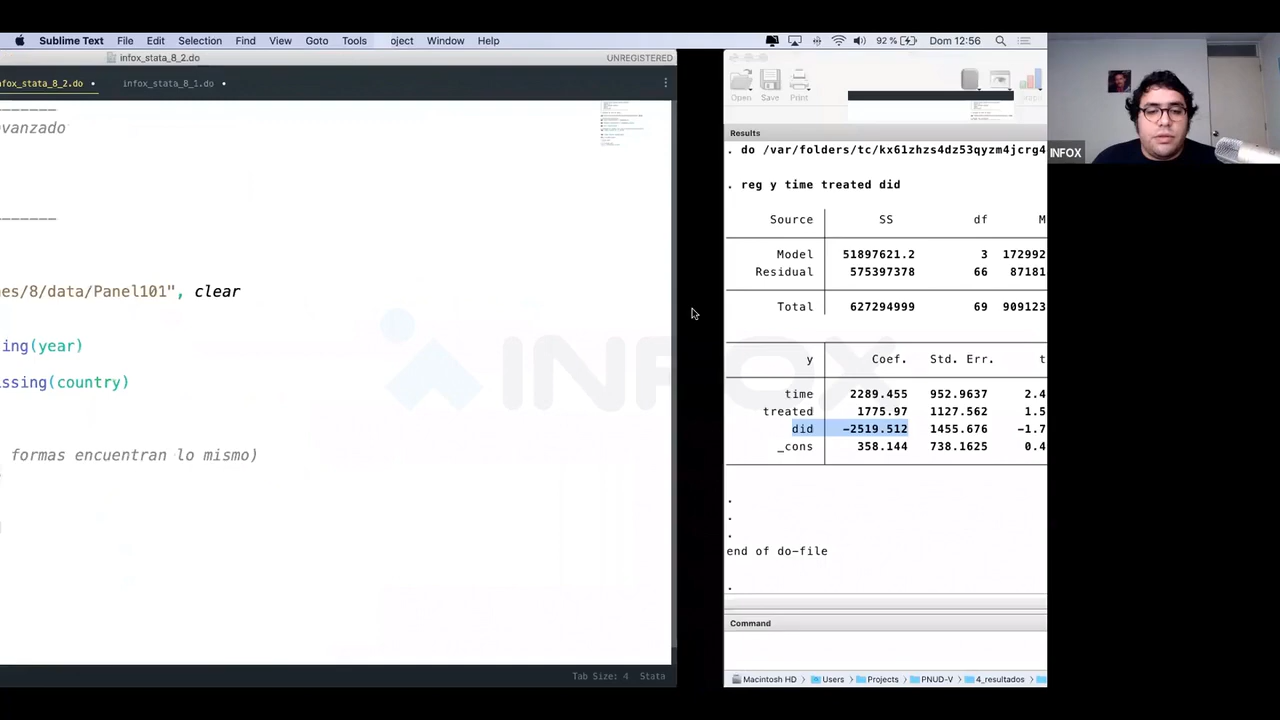 Sublime Text File Edit Selection Find View Goto Tools oject Window Help 92 % Dom 12:56
infox_stata_8_2.do UNREGISTERED
nfox_stata_8_2.do infox_stata_8_1.do
avanzado
es/8/data/Panel101", clear
ing(year)
issing(country)
formas encuentran lo mismo)
Tab Size: 4 Stata
Open Save Print
Results
. do /var/folders/tc/kx61zhzs4dz53qyzm4jcrg4
. reg y time treated did
Source SS df M
Model 51897621.2 3 172992
Residual 575397378 66 87181
Total 627294999 69 909123
y Coef. Std. Err. t
time 2289.455 952.9637 2.4
treated 1775.97 1127.562 1.5
did −2519.512 1455.676 −1.7
_cons 358.144 738.1625 0.4
.
.
.
end of do-file
.
Command
Macintosh HD Users Projects PNUD-V 4_resultados
INFOX
INFOX